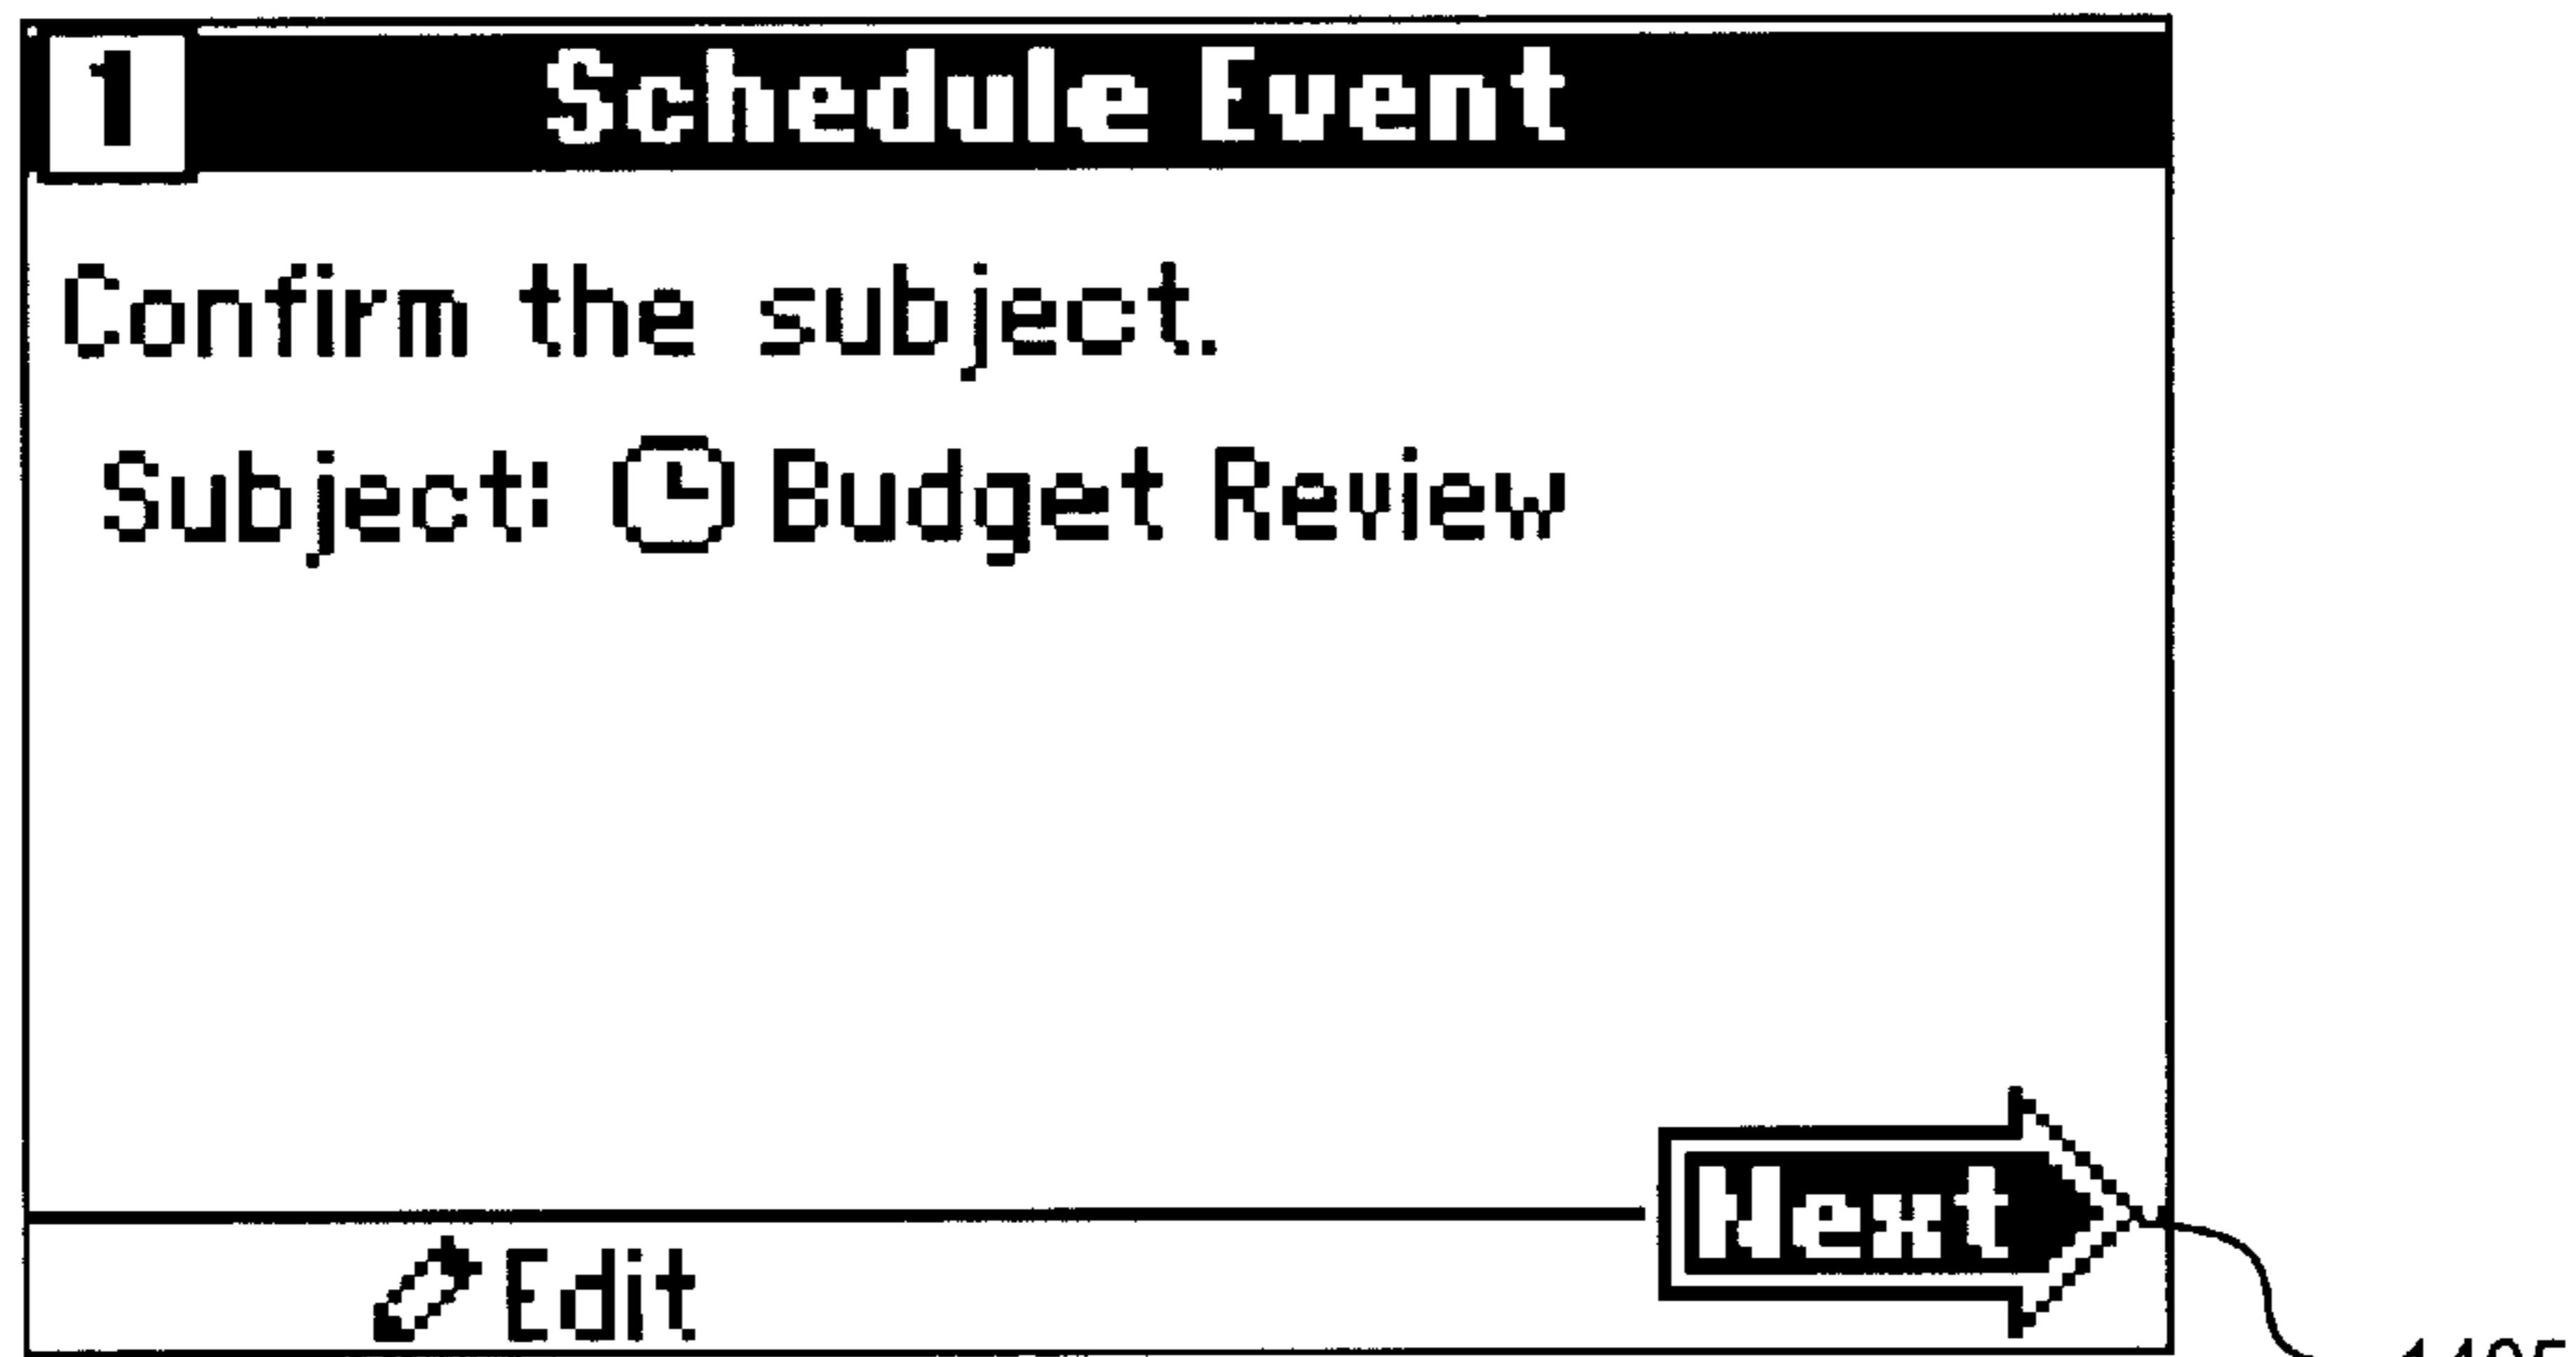 1 Schedule Event
Confirm the subject.
Subject: Budget Review
Next
Edit